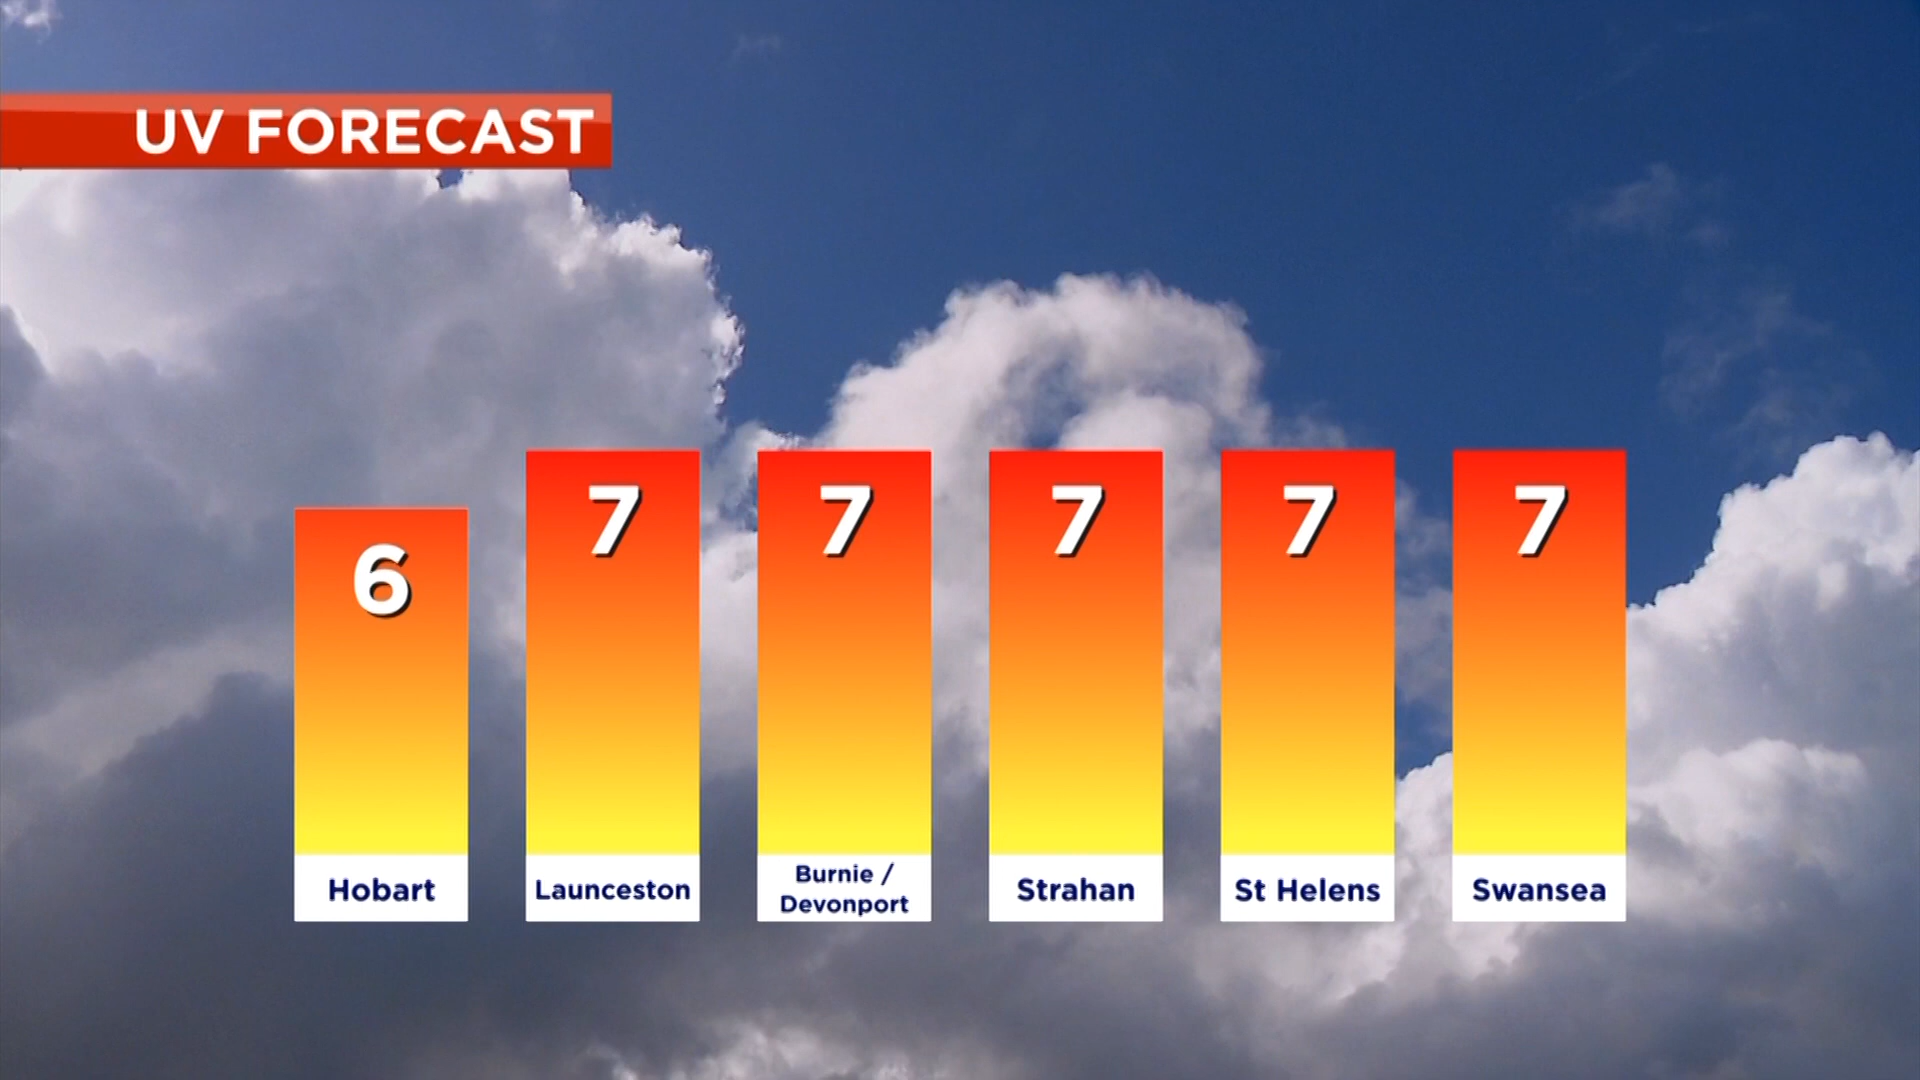 UV FORECAST
6
7
7
7
7
7
Hobart
Launceston
Burnie /
Devonport
Strahan
St Helens
Swansea